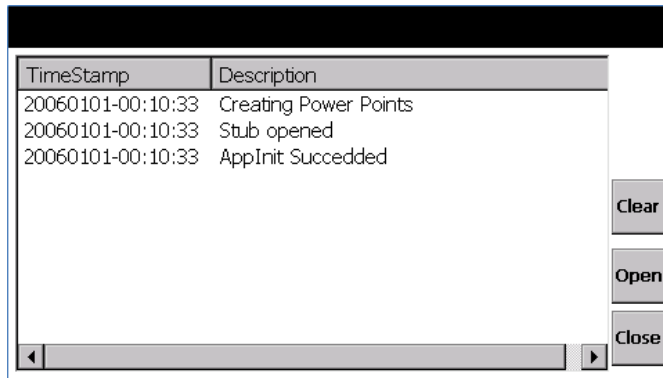 TimeStamp Description
20060101-00:10:33 Creating Power Points
20060101-00:10:33 Stub opened
20060101-00:10:33 AppInit Succedded
Clear
Open
Close